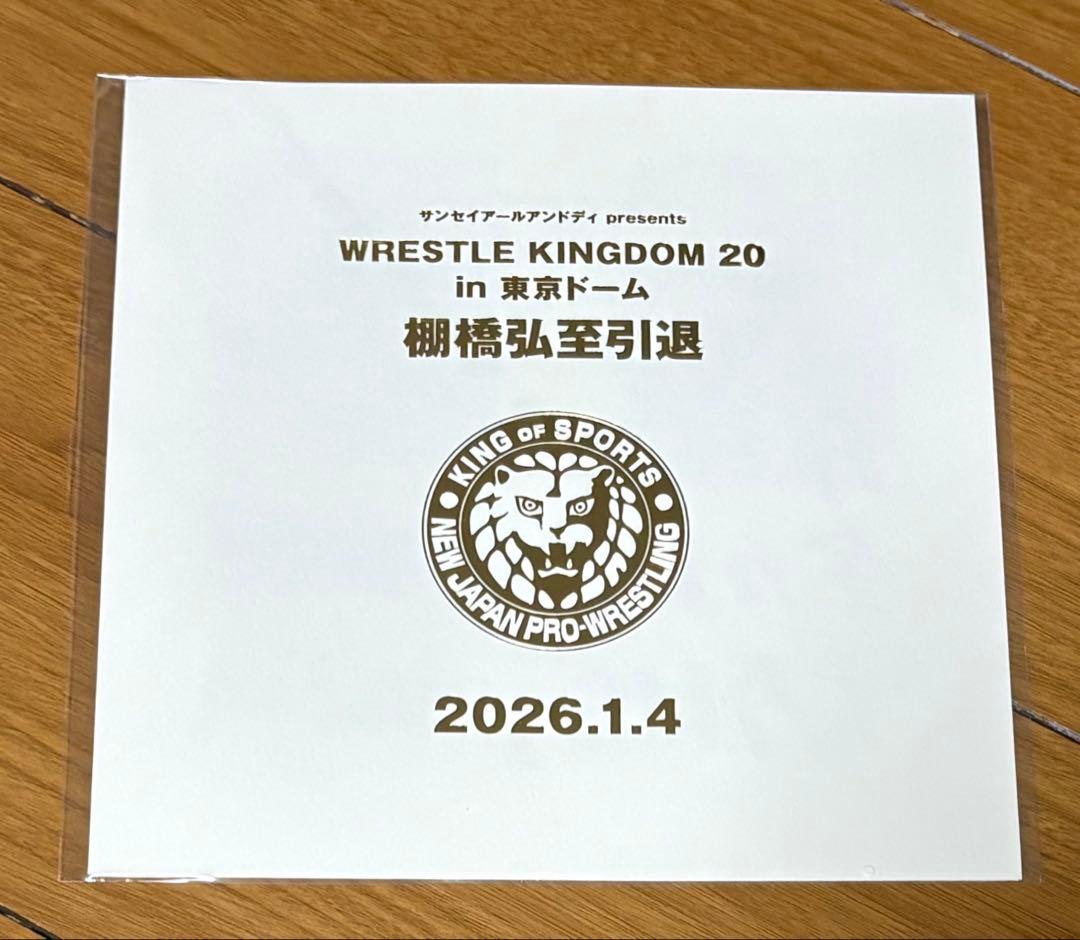 サンセイアールアンドディ presents
WRESTLE KINGDOM 20
in 東京ドーム
棚橋弘至引退
KING OF SPORTS
NEW JAPAN PRO-WRESTLING
2026.1.4